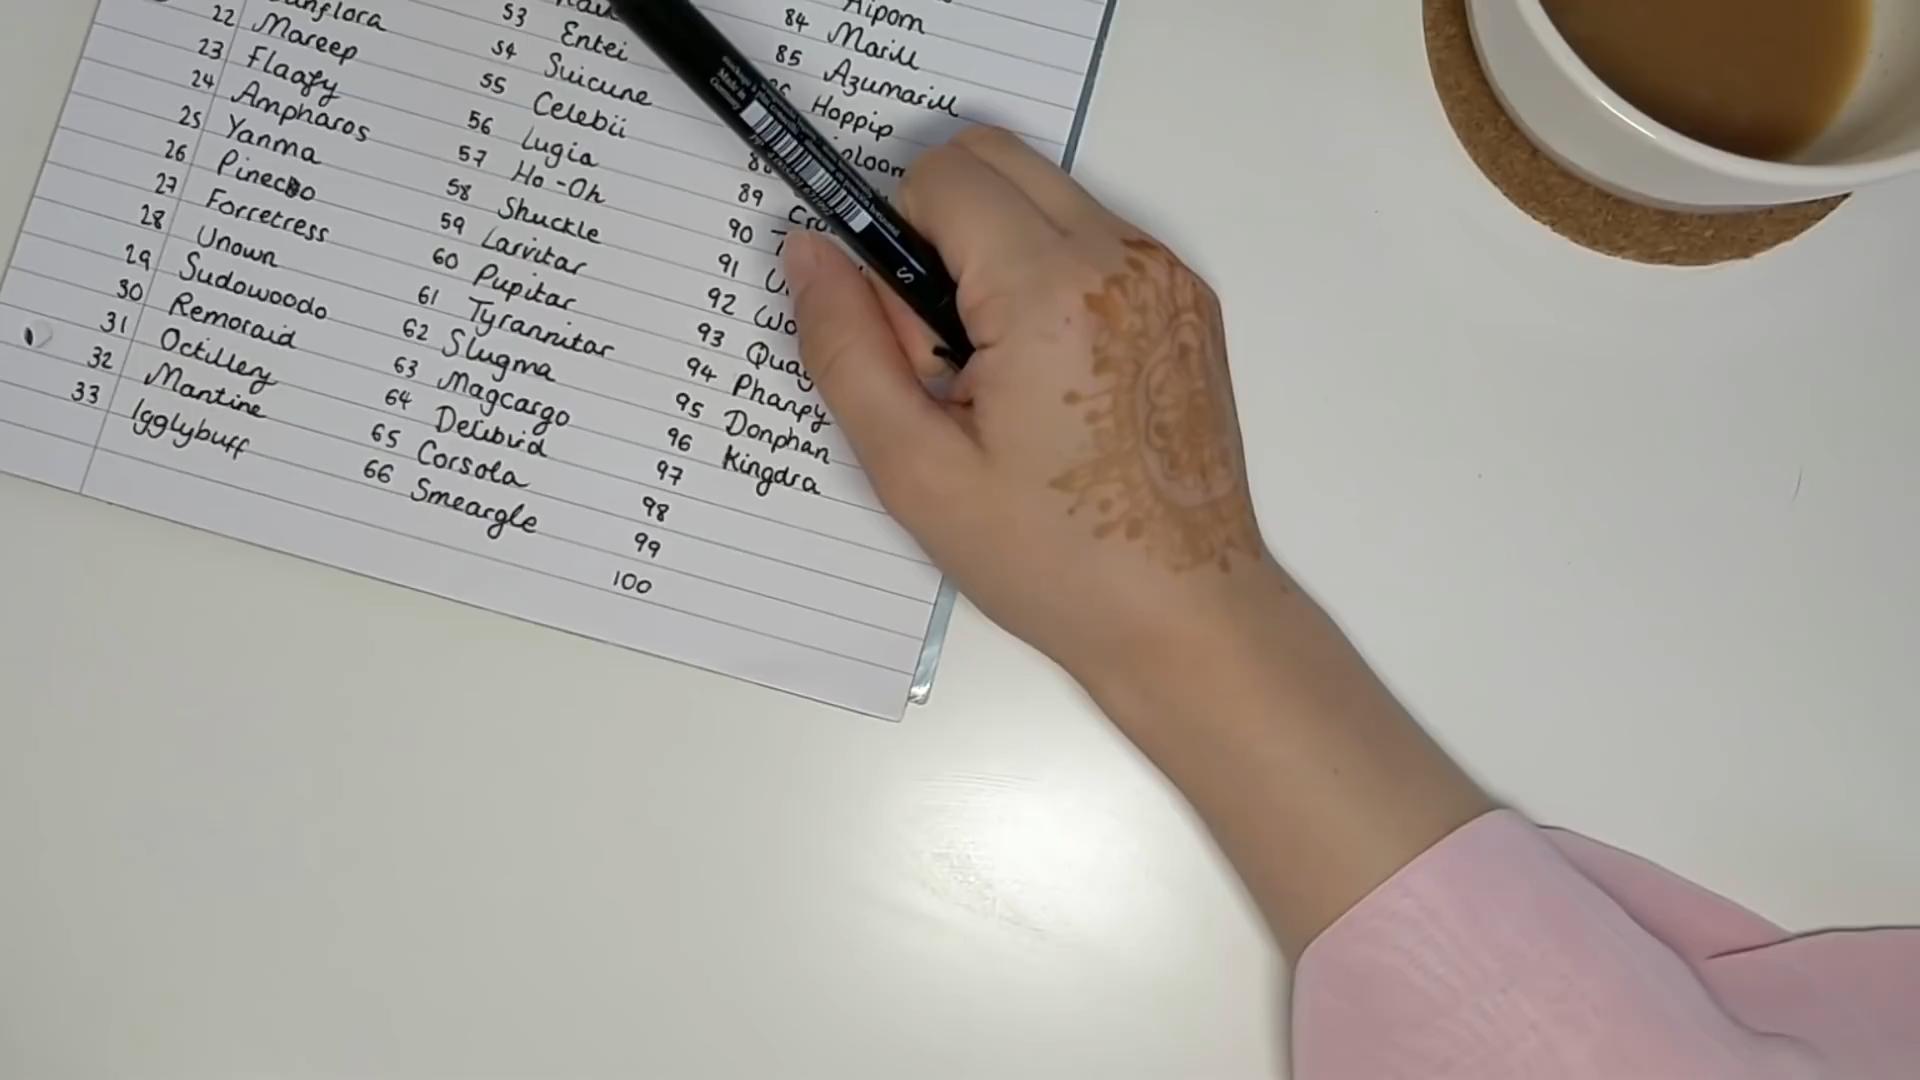 22 Mareep
23 Flaafy
24 Ampharos
25 Yanma
26 Pineco
27 Forretress
28 Unown
29 Sudowoodo
30 Remoraid
31 Octillery
32 Mantine
33 Igglybuff
53 Entei
54 Suicune
55 Celebii
56 Lugia
57 Ho-Oh
58 Shuckle
59 Larvitar
60 Pupitar
61 Tyrannitar
62 Slugma
63 Magcargo
64 Delibird
65 Corsola
66 Smeargle
Aipom
84 Marill
85 Azumarill
Hoppip
89
90
91
92
93
94 Phanpy
95 Donphan
96 Kingdra
97
98
99
100